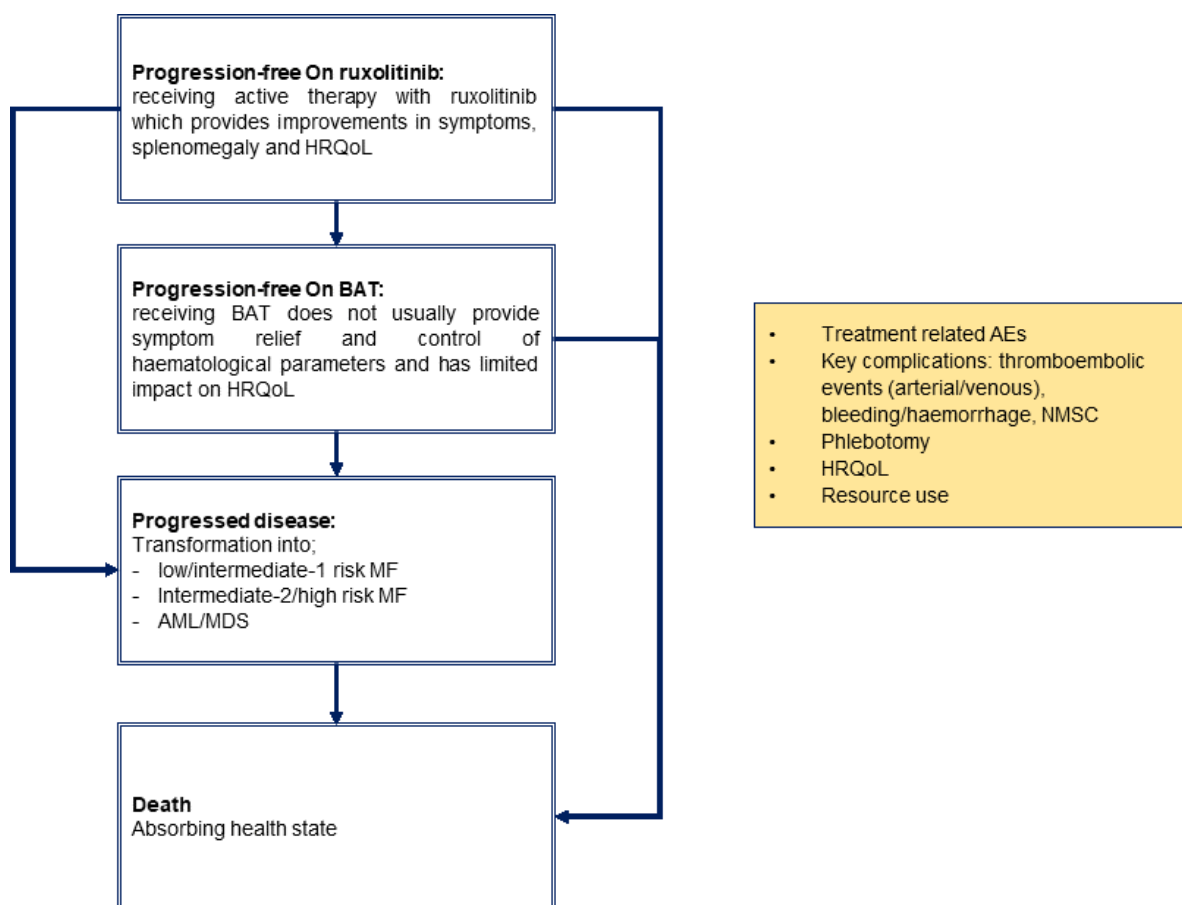 Progression-free On ruxolitinib:
receiving active therapy with ruxolitinib
which provides improvements in symptoms,
splenomegaly and HRQoL
Progression-free On BAT:
receiving BAT does not usually provide
symptom relief and control of
haematological parameters and has limited
impact on HRQoL
Progressed disease:
Transformation into;
- low/intermediate-1 risk MF
- Intermediate-2/high risk MF
- AML/MDS
Death
Absorbing health state
• Treatment related AEs
• Key complications: thromboembolic
events (arterial/venous),
bleeding/haemorrhage, NMSC
• Phlebotomy
• HRQoL
• Resource use